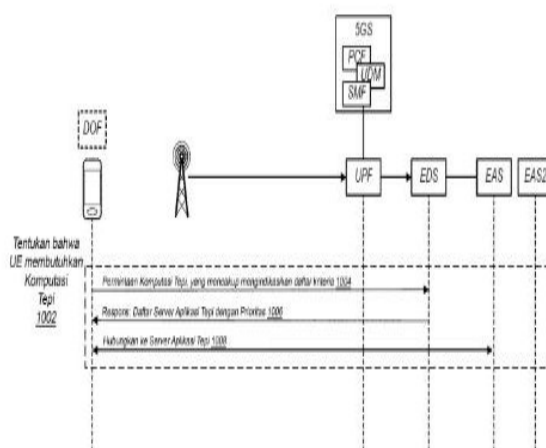 5GS
PCF
UDM
SMF
DOF
UPF
EDS
EAS
EAS2
Tentukan bahwa
UE membutuhkan
Komputasi
Tepi
1002
Permintaan Komputasi Tepi, yang mencakup mengindikasikan daftar kriteria 1004
Respons: Daftar Server Aplikasi Tepi dengan Prioritas 1006
Hubungkan ke Server Aplikasi Tepi 1008